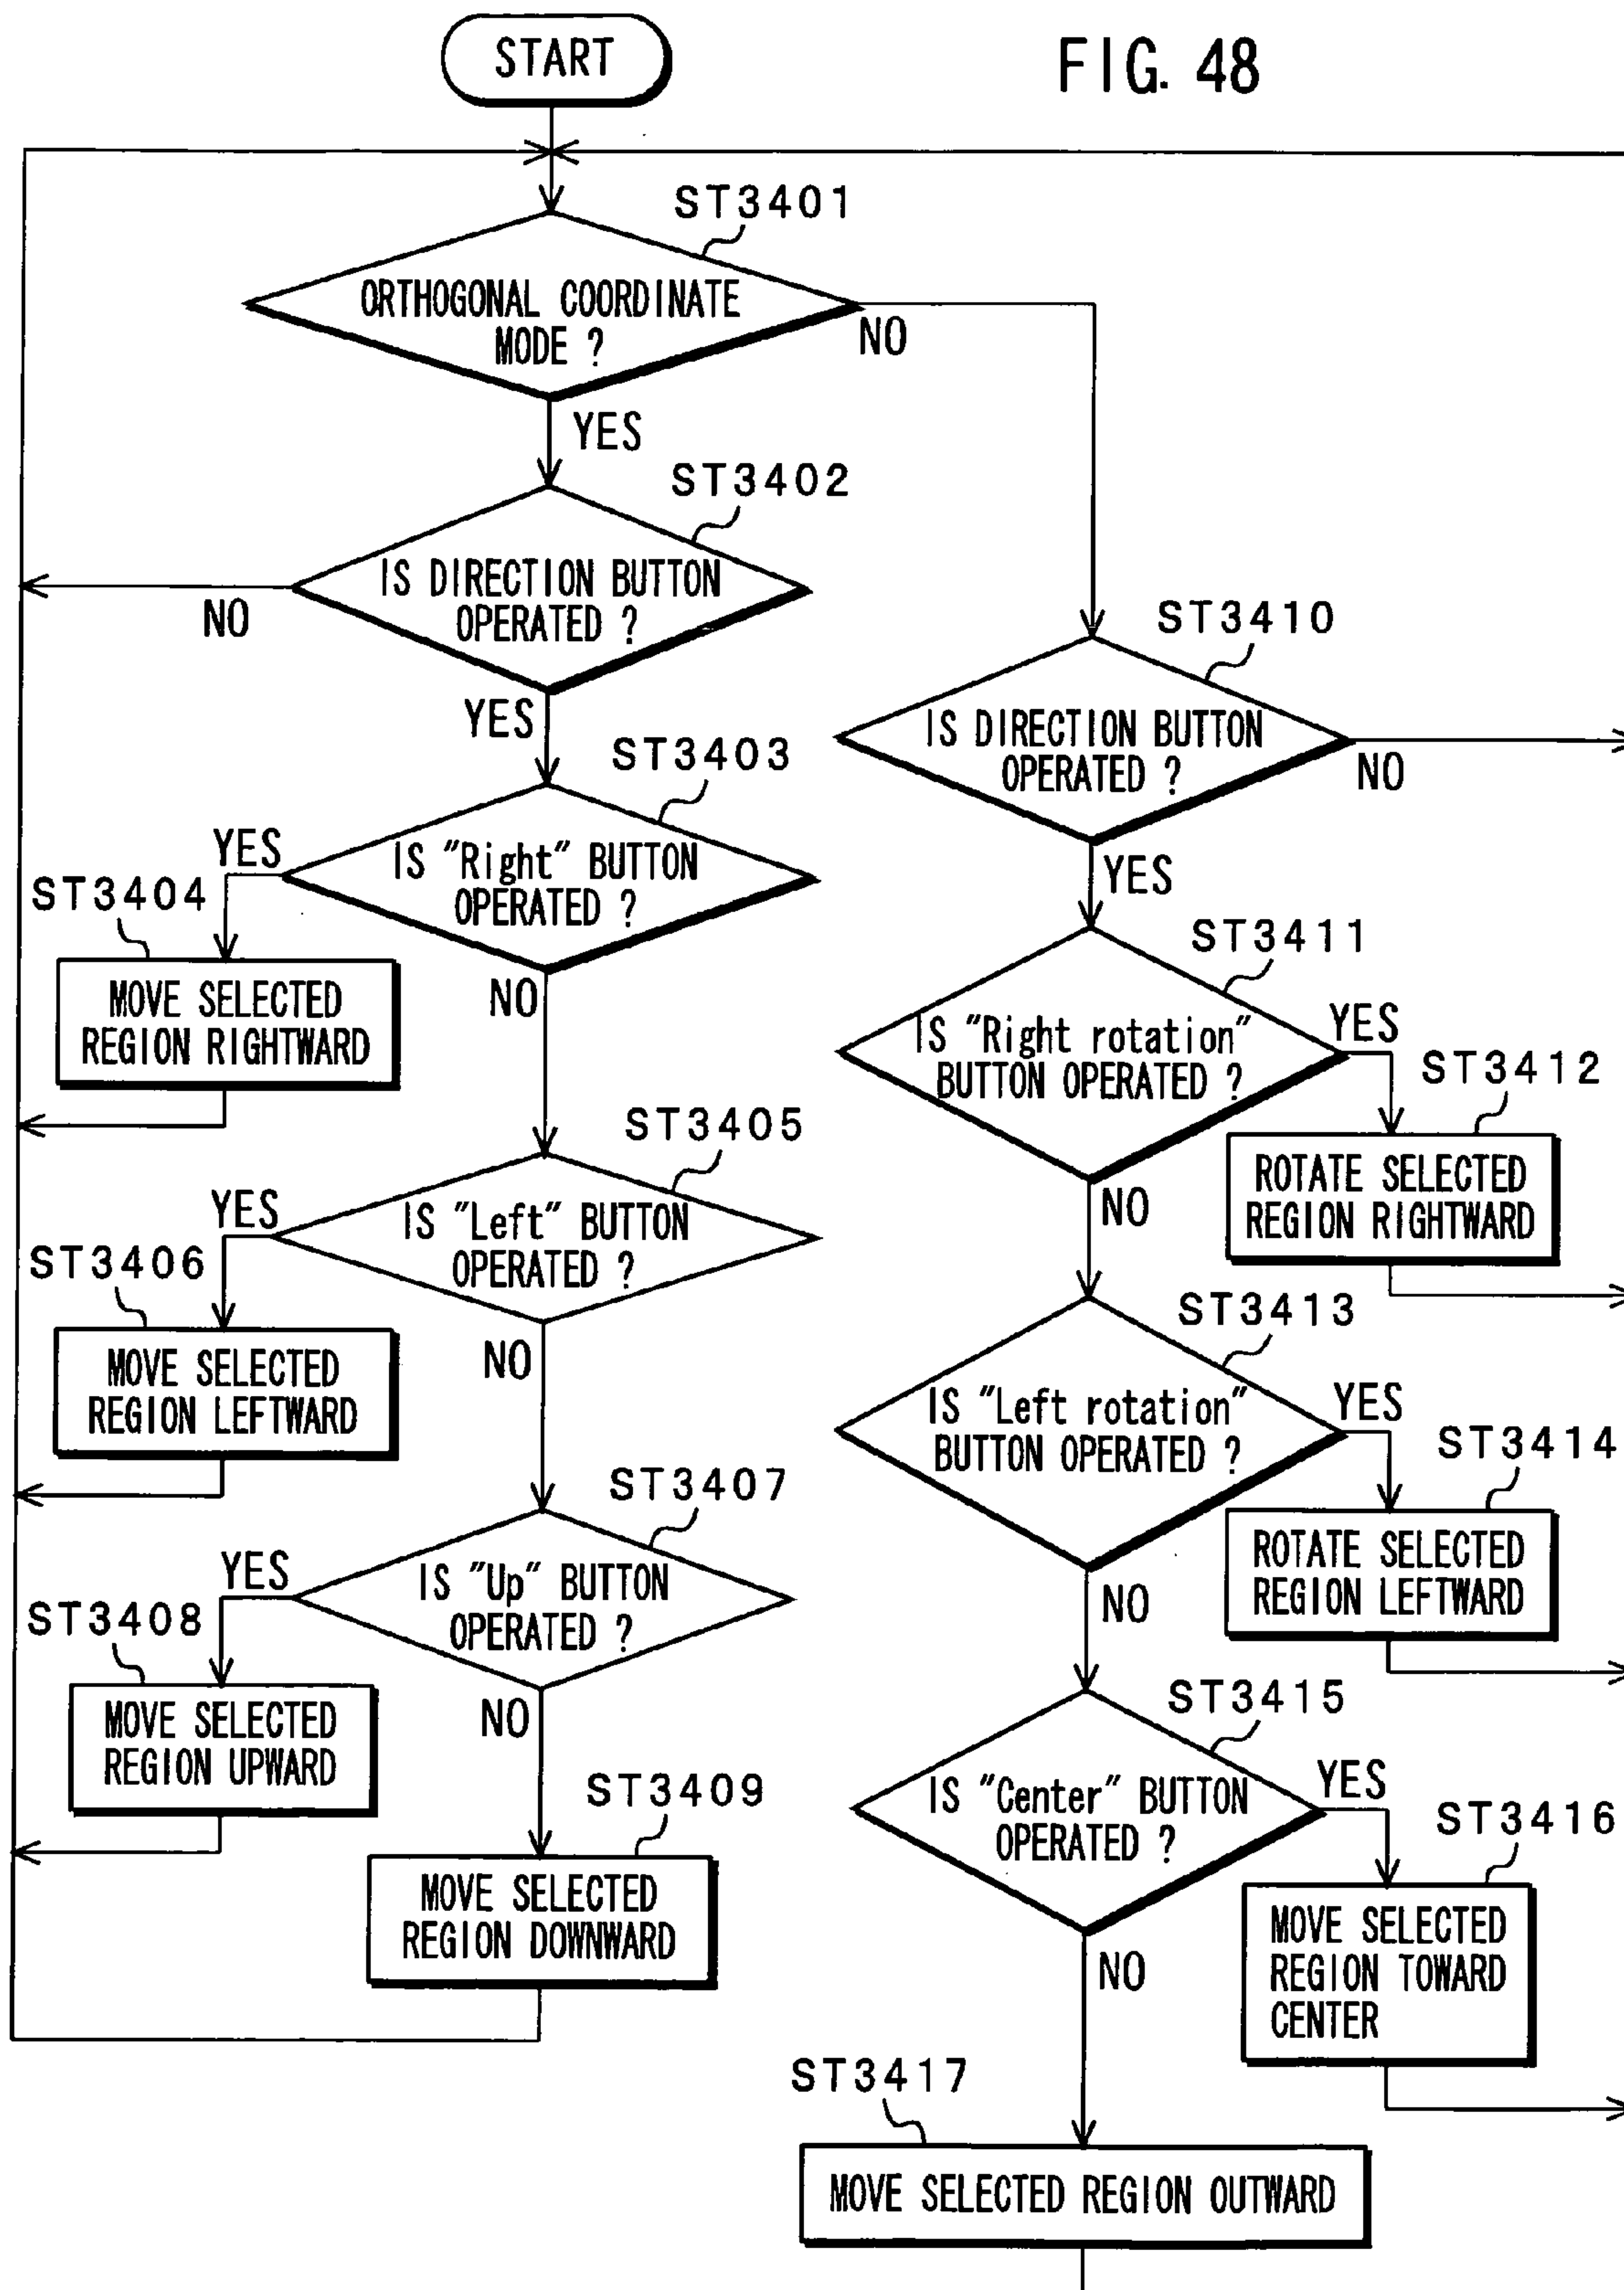 START
FIG. 48
ST3401
ORTHOGONAL COORDINATE
MODE ?
NO
YES
ST3402
IS DIRECTION BUTTON
OPERATED ?
NO
YES
ST3403
IS "Right" BUTTON
OPERATED ?
YES
ST3404
MOVE SELECTED
REGION RIGHTWARD
NO
ST3405
IS "Left" BUTTON
OPERATED ?
YES
ST3406
MOVE SELECTED
REGION LEFTWARD
NO
ST3407
IS "Up" BUTTON
OPERATED ?
YES
ST3408
MOVE SELECTED
REGION UPWARD
NO
ST3409
MOVE SELECTED
REGION DOWNWARD
ST3410
IS DIRECTION BUTTON
OPERATED ?
NO
YES
ST3411
IS "Right rotation"
BUTTON OPERATED ?
YES
ST3412
ROTATE SELECTED
REGION RIGHTWARD
NO
ST3413
IS "Left rotation"
BUTTON OPERATED ?
YES
ST3414
ROTATE SELECTED
REGION LEFTWARD
NO
ST3415
IS "Center" BUTTON
OPERATED ?
YES
ST3416
MOVE SELECTED
REGION TOWARD
CENTER
NO
ST3417
MOVE SELECTED REGION OUTWARD